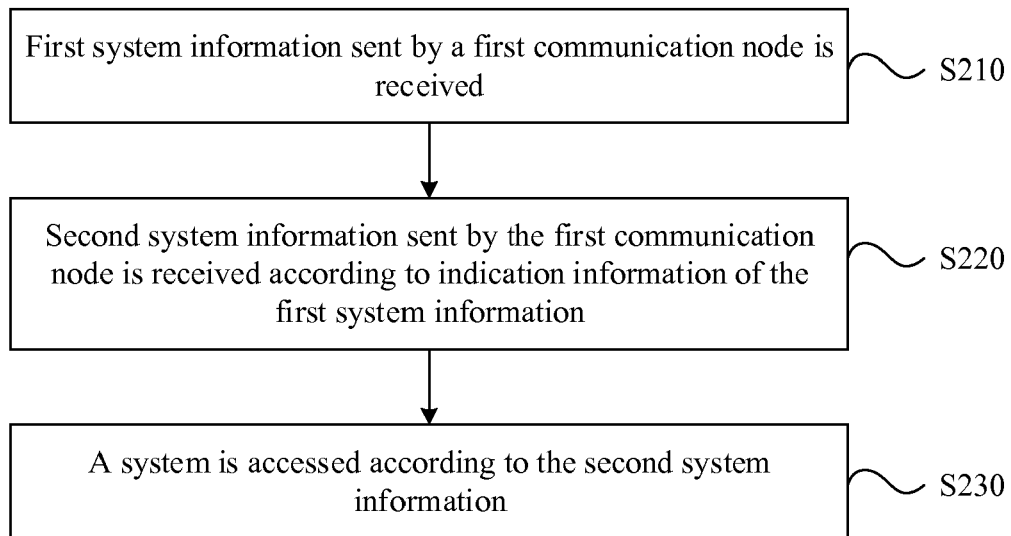 First system information sent by a first communication node is
received
S210
Second system information sent by the first communication
node is received according to indication information of the
first system information
S220
A system is accessed according to the second system
information
S230